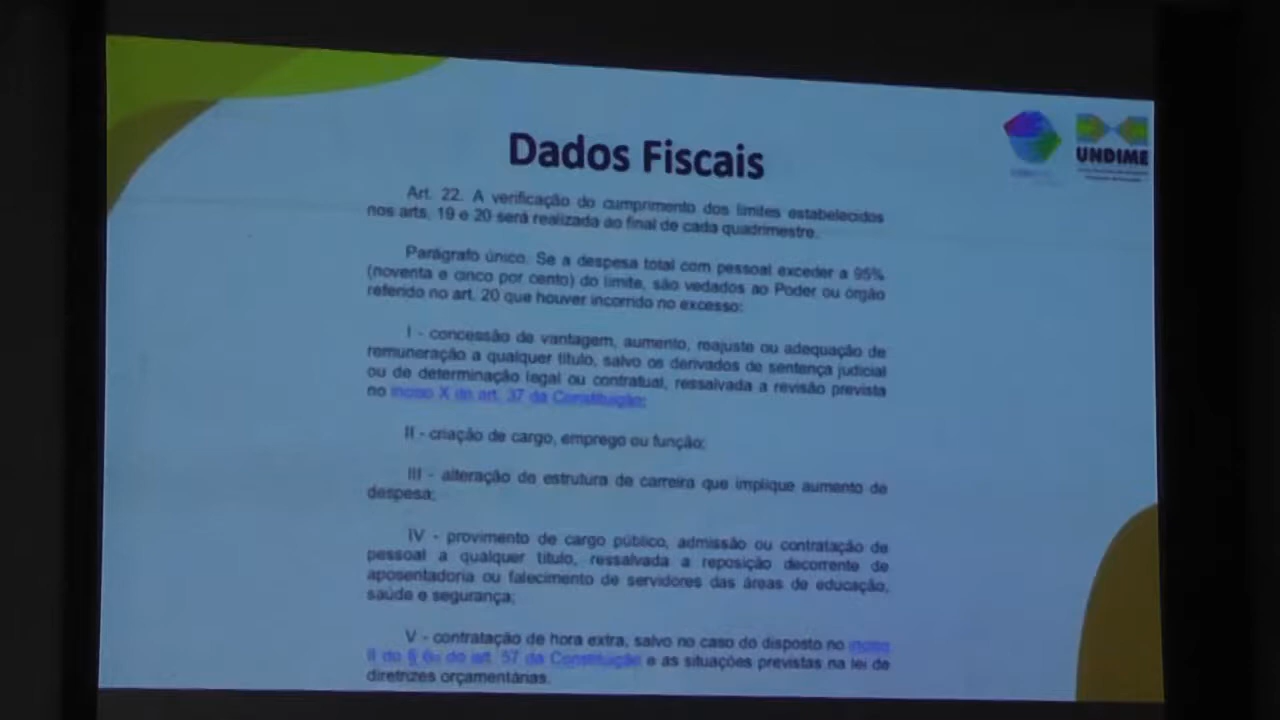 Dados Fiscais
UNDIME
Art. 22. A verificação do cumprimento dos limites estabelecidos
nos arts. 19 e 20 será realizada ao final de cada quadrimestre.
Parágrafo único. Se a despesa total com pessoal exceder a 95%
(noventa e cinco por cento) do limite, são vedados ao Poder ou órgão
referido no art. 20 que houver incorrido no excesso:
I - concessão de vantagem, aumento, reajuste ou adequação de
remuneração a qualquer título, salvo os derivados de sentença judicial
ou de determinação legal ou contratual, ressalvada a revisão prevista
no inciso X do art. 37 da Constituição;
II - criação de cargo, emprego ou função;
III - alteração de estrutura de carreira que implique aumento de
despesa;
IV - provimento de cargo público, admissão ou contratação de
pessoal a qualquer título, ressalvada a reposição decorrente de
aposentadoria ou falecimento de servidores das áreas de educação,
saúde e segurança;
V - contratação de hora extra, salvo no caso do disposto no inciso
II do § 6o do art. 57 da Constituição e as situações previstas na lei de
diretrizes orçamentárias.